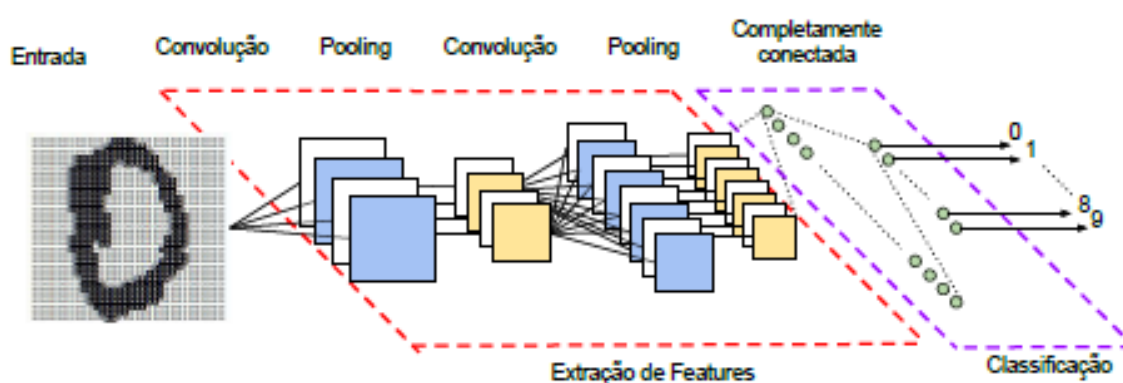 Entrada
Convolução
Pooling
Convolução
Pooling
Completamente
conectada
0
1
8
9
Extração de Features
Classificação